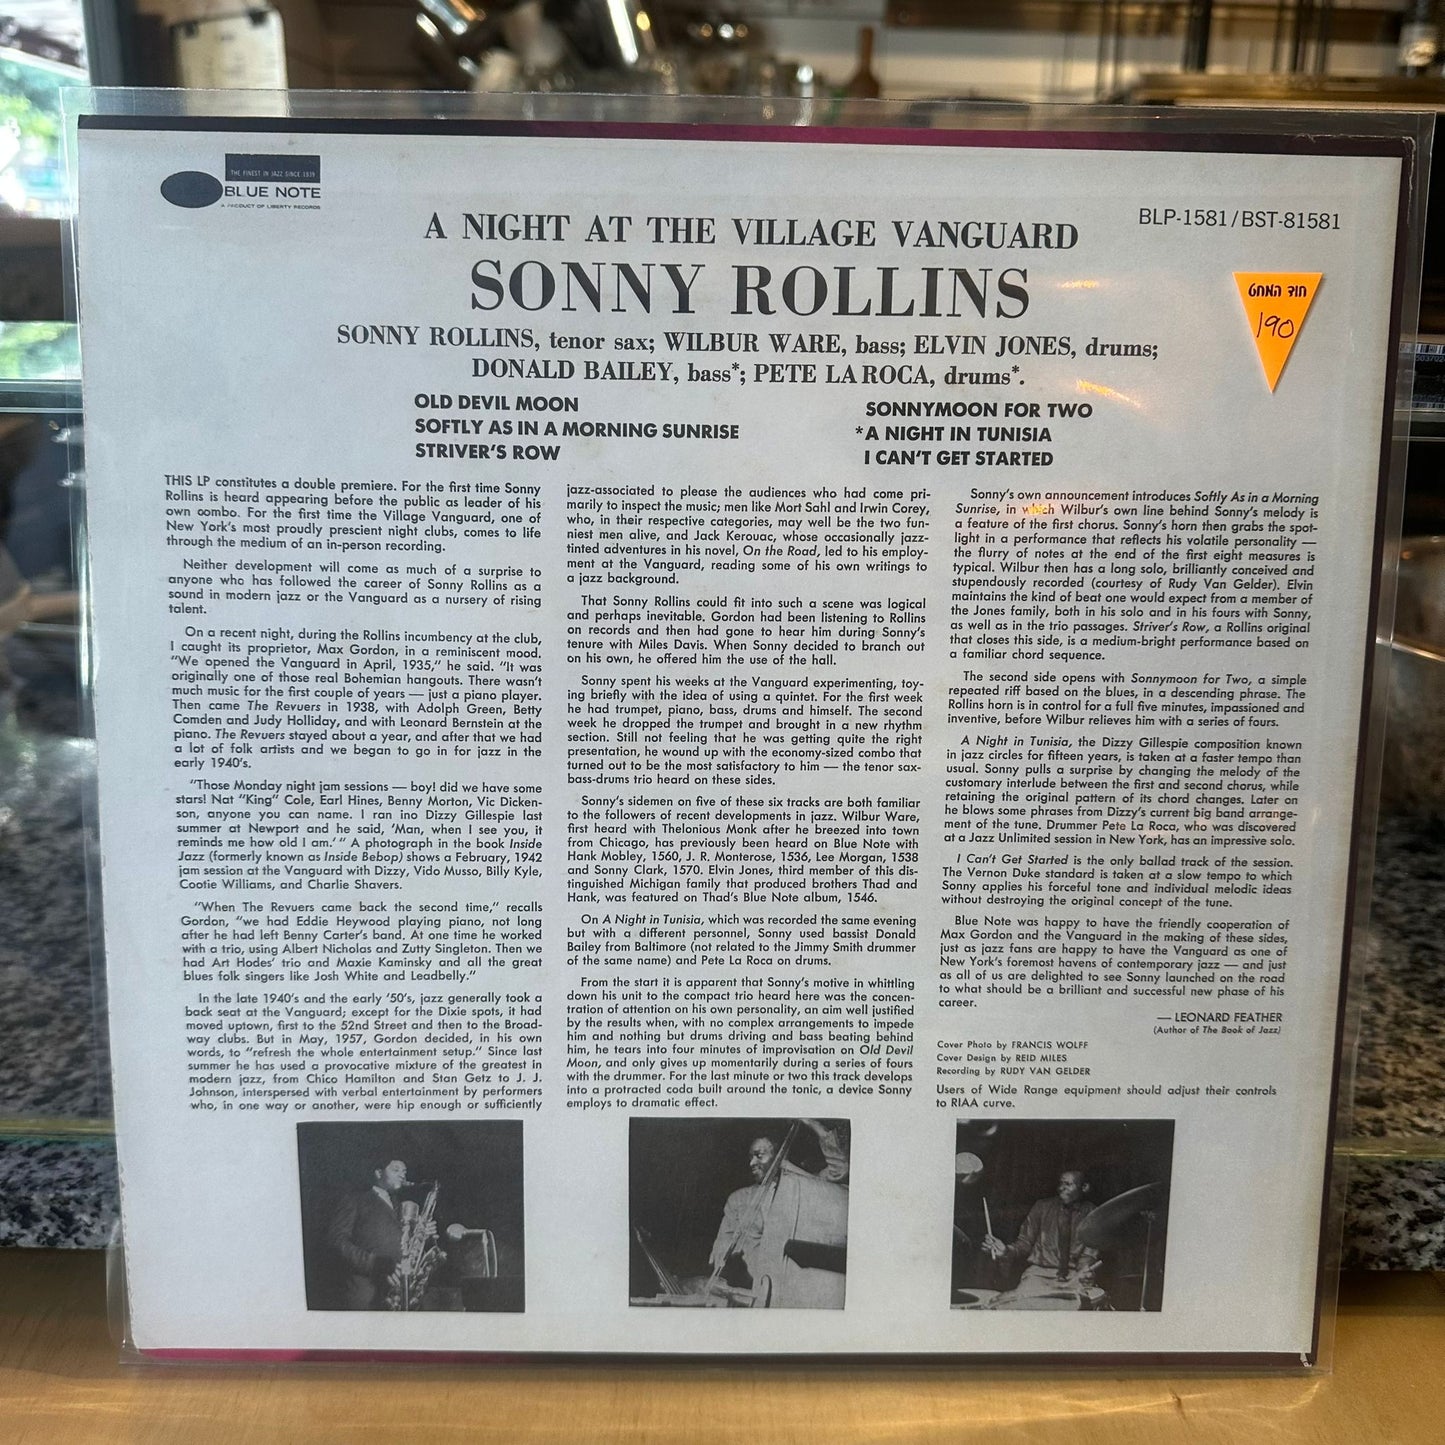 THE FINEST IN JAZZ SINCE 1939
BLUE NOTE
A PRODUCT OF LIBERTY RECORDS
BLP-1581/BST-81581
A NIGHT AT THE VILLAGE VANGUARD
SONNY ROLLINS
חוד המחט
190
SONNY ROLLINS, tenor sax; WILBUR WARE, bass; ELVIN JONES, drums;
DONALD BAILEY, bass*; PETE LA ROCA, drums*.
OLD DEVIL MOON
SOFTLY AS IN A MORNING SUNRISE
STRIVER'S ROW
SONNYMOON FOR TWO
*A NIGHT IN TUNISIA
I CAN'T GET STARTED
THIS LP constitutes a double premiere. For the first time Sonny
Rollins is heard appearing before the public as leader of his
own combo. For the first time the Village Vanguard, one of
New York's most proudly prescient night clubs, comes to life
through the medium of an in-person recording.
Neither development will come as much of a surprise to
anyone who has followed the career of Sonny Rollins as a
sound in modern jazz or the Vanguard as a nursery of rising
talent.
On a recent night, during the Rollins incumbency at the club,
I caught its proprietor, Max Gordon, in a reminiscent mood.
"We opened the Vanguard in April, 1935," he said. "It was
originally one of those real Bohemian hangouts. There wasn't
much music for the first couple of years — just a piano player.
Then came The Revuers in 1938, with Adolph Green, Betty
Comden and Judy Holliday, and with Leonard Bernstein at the
piano. The Revuers stayed about a year, and after that we had
a lot of folk artists and we began to go in for jazz in the
early 1940's.
"Those Monday night jam sessions — boy! did we have some
stars! Nat "King" Cole, Earl Hines, Benny Morton, Vic Dicken-
son, anyone you can name. I ran ino Dizzy Gillespie last
summer at Newport and he said, 'Man, when I see you, it
reminds me how old I am.' " A photograph in the book Inside
Jazz (formerly known as Inside Bebop) shows a February, 1942
jam session at the Vanguard with Dizzy, Vido Musso, Billy Kyle,
Cootie Williams, and Charlie Shavers.
"When The Revuers came back the second time," recalls
Gordon, "we had Eddie Heywood playing piano, not long
after he had left Benny Carter's band. At one time he worked
with a trio, using Albert Nicholas and Zutty Singleton. Then we
had Art Hodes' trio and Maxie Kaminsky and all the great
blues folk singers like Josh White and Leadbelly."
In the late 1940's and the early '50's, jazz generally took a
back seat at the Vanguard; except for the Dixie spots, it had
moved uptown, first to the 52nd Street and then to the Broad-
way clubs. But in May, 1957, Gordon decided, in his own
words, to "refresh the whole entertainment setup." Since last
summer he has used a provocative mixture of the greatest in
modern jazz, from Chico Hamilton and Stan Getz to J. J.
Johnson, interspersed with verbal entertainment by performers
who, in one way or another, were hip enough or sufficiently
jazz-associated to please the audiences who had come pri-
marily to inspect the music; men like Mort Sahl and Irwin Corey,
who, in their respective categories, may well be the two fun-
niest men alive, and Jack Kerouac, whose occasionally jazz-
tinted adventures in his novel, On the Road, led to his employ-
ment at the Vanguard, reading some of his own writings to
a jazz background.
That Sonny Rollins could fit into such a scene was logical
and perhaps inevitable. Gordon had been listening to Rollins
on records and then had gone to hear him during Sonny's
tenure with Miles Davis. When Sonny decided to branch out
on his own, he offered him the use of the hall.
Sonny spent his weeks at the Vanguard experimenting, toy-
ing briefly with the idea of using a quintet. For the first week
he had trumpet, piano, bass, drums and himself. The second
week he dropped the trumpet and brought in a new rhythm
section. Still not feeling that he was getting quite the right
presentation, he wound up with the economy-sized combo that
turned out to be the most satisfactory to him — the tenor sax-
bass-drums trio heard on these sides.
Sonny's sidemen on five of these six tracks are both familiar
to the followers of recent developments in jazz. Wilbur Ware,
first heard with Thelonious Monk after he breezed into town
from Chicago, has previously been heard on Blue Note with
Hank Mobley, 1560, J. R. Monterose, 1536, Lee Morgan, 1538
and Sonny Clark, 1570. Elvin Jones, third member of this dis-
tinguished Michigan family that produced brothers Thad and
Hank, was featured on Thad's Blue Note album, 1546.
On A Night in Tunisia, which was recorded the same evening
but with a different personnel, Sonny used bassist Donald
Bailey from Baltimore (not related to the Jimmy Smith drummer
of the same name) and Pete La Roca on drums.
From the start it is apparent that Sonny's motive in whittling
down his unit to the compact trio heard here was the concen-
tration of attention on his own personality, an aim well justified
by the results when, with no complex arrangements to impede
him and nothing but drums driving and bass beating behind
him, he tears into four minutes of improvisation on Old Devil
Moon, and only gives up momentarily during a series of fours
with the drummer. For the last minute or two this track develops
into a protracted coda built around the tonic, a device Sonny
employs to dramatic effect.
Sonny's own announcement introduces Softly As in a Morning
Sunrise, in which Wilbur's own line behind Sonny's melody is
a feature of the first chorus. Sonny's horn then grabs the spot-
light in a performance that reflects his volatile personality —
the flurry of notes at the end of the first eight measures is
typical. Wilbur then has a long solo, brilliantly conceived and
stupendously recorded (courtesy of Rudy Van Gelder). Elvin
maintains the kind of beat one would expect from a member of
the Jones family, both in his solo and in his fours with Sonny,
as well as in the trio passages. Striver's Row, a Rollins original
that closes this side, is a medium-bright performance based on
a familiar chord sequence.
The second side opens with Sonnymoon for Two, a simple
repeated riff based on the blues, in a descending phrase. The
Rollins horn is in control for a full five minutes, impassioned and
inventive, before Wilbur relieves him with a series of fours.
A Night in Tunisia, the Dizzy Gillespie composition known
in jazz circles for fifteen years, is taken at a faster tempo than
usual. Sonny pulls a surprise by changing the melody of the
customary interlude between the first and second chorus, while
retaining the original pattern of its chord changes. Later on
he blows some phrases from Dizzy's current big band arrange-
ment of the tune. Drummer Pete La Roca, who was discovered
at a Jazz Unlimited session in New York, has an impressive solo.
I Can't Get Started is the only ballad track of the session.
The Vernon Duke standard is taken at a slow tempo to which
Sonny applies his forceful tone and individual melodic ideas
without destroying the original concept of the tune.
Blue Note was happy to have the friendly cooperation of
Max Gordon and the Vanguard in the making of these sides,
just as jazz fans are happy to have the Vanguard as one of
New York's foremost havens of contemporary jazz — and just
as all of us are delighted to see Sonny launched on the road
to what should be a brilliant and successful new phase of his
career.
— LEONARD FEATHER
(Author of The Book of Jazz)
Cover Photo by FRANCIS WOLFF
Cover Design by REID MILES
Recording by RUDY VAN GELDER
Users of Wide Range equipment should adjust their controls
to RIAA curve.